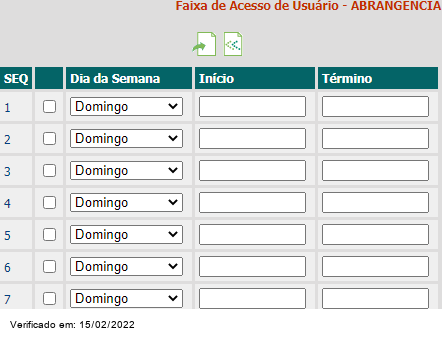 Faixa de Acesso de Usuário - ABRANGENCIA
SEQ Dia da Semana Início Término
1 Domingo
2 Domingo
3 Domingo
4 Domingo
5 Domingo
6 Domingo
7 Domingo
Verificado em: 15/02/2022